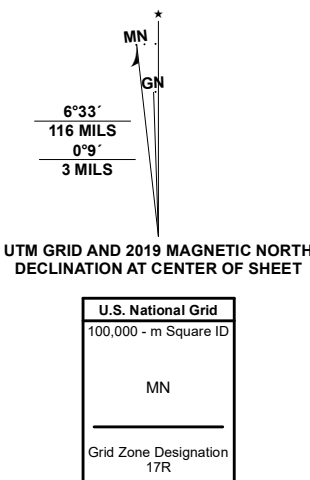 ★
MN
GN
6°33´
116 MILS
0°9´
3 MILS
UTM GRID AND 2019 MAGNETIC NORTH
DECLINATION AT CENTER OF SHEET
U.S. National Grid
100,000 - m Square ID
MN
Grid Zone Designation
17R